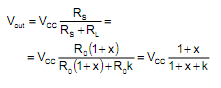 V_out = V_CC R_S / (R_S + R_L) =
= V_CC R_0(1+x) / (R_0(1+x)+R_0k) = V_CC (1+x) / (1+x+k)